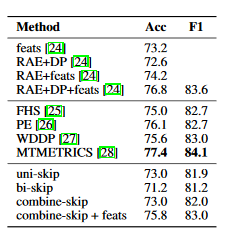 Method Acc F1
feats [24] 73.2
RAE+DP [24] 72.6
RAE+feats [24] 74.2
RAE+DP+feats [24] 76.8 83.6
FHS [25] 75.0 82.7
PE [26] 76.1 82.7
WDDP [27] 75.6 83.0
MTMETRICS [28] 77.4 84.1
uni-skip 73.0 81.9
bi-skip 71.2 81.2
combine-skip 73.0 82.0
combine-skip + feats 75.8 83.0